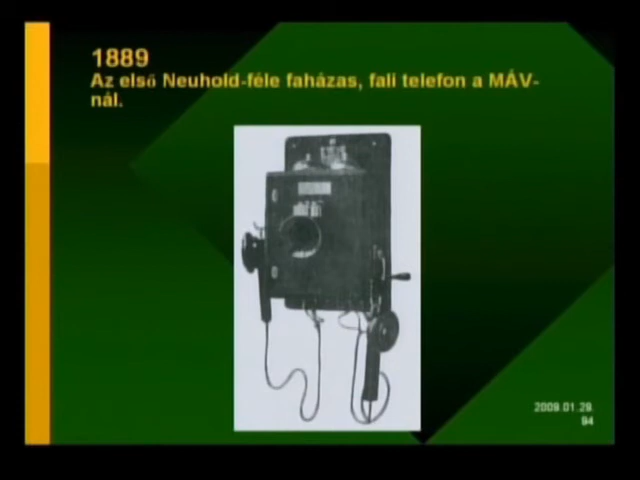 1889
Az első Neuhold-féle faházas, fali telefon a MÁV-
nál.
2009.01.29.
94